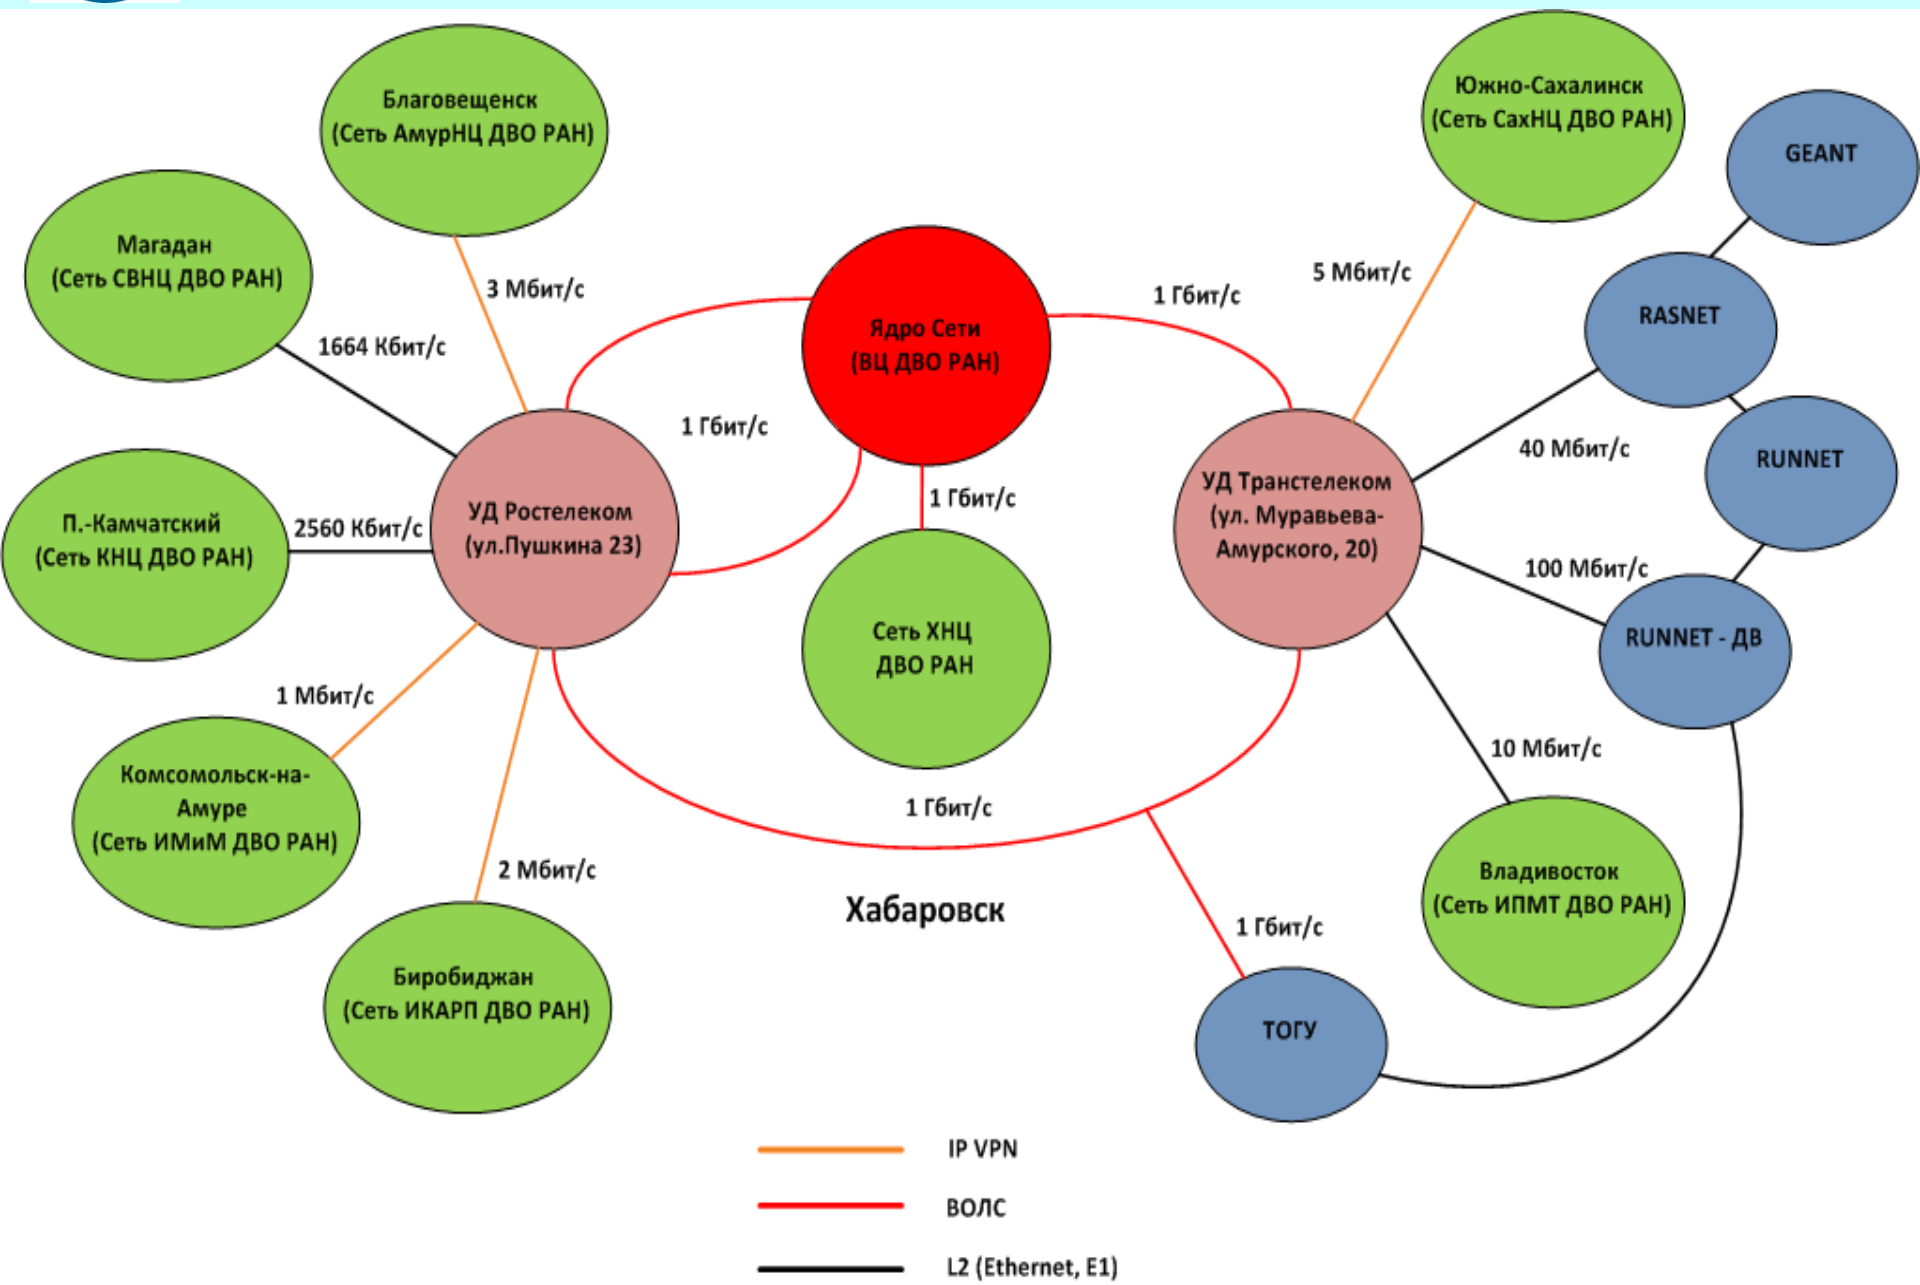 Благовещенск
(Сеть АмурНЦ ДВО РАН)
Южно-Сахалинск
(Сеть СахНЦ ДВО РАН)
GEANT
Магадан
(Сеть СВНЦ ДВО РАН)
3 Мбит/с
1 Гбит/с
5 Мбит/с
RASNET
1664 Кбит/с
Ядро Сети
(ВЦ ДВО РАН)
1 Гбит/с
40 Мбит/с
RUNNET
П.-Камчатский
(Сеть КНЦ ДВО РАН)
2560 Кбит/с
УД Ростелеком
(ул.Пушкина 23)
1 Гбит/с
УД Транстелеком
(ул. Муравьева-
Амурского, 20)
100 Мбит/с
RUNNET - ДВ
Сеть ХНЦ
ДВО РАН
1 Мбит/с
10 Мбит/с
Комсомольск-на-
Амуре
(Сеть ИМиМ ДВО РАН)
2 Мбит/с
1 Гбит/с
Хабаровск
Владивосток
(Сеть ИПМТ ДВО РАН)
1 Гбит/с
Биробиджан
(Сеть ИКАРП ДВО РАН)
ТОГУ
IP VPN
ВОЛС
L2 (Ethernet, E1)